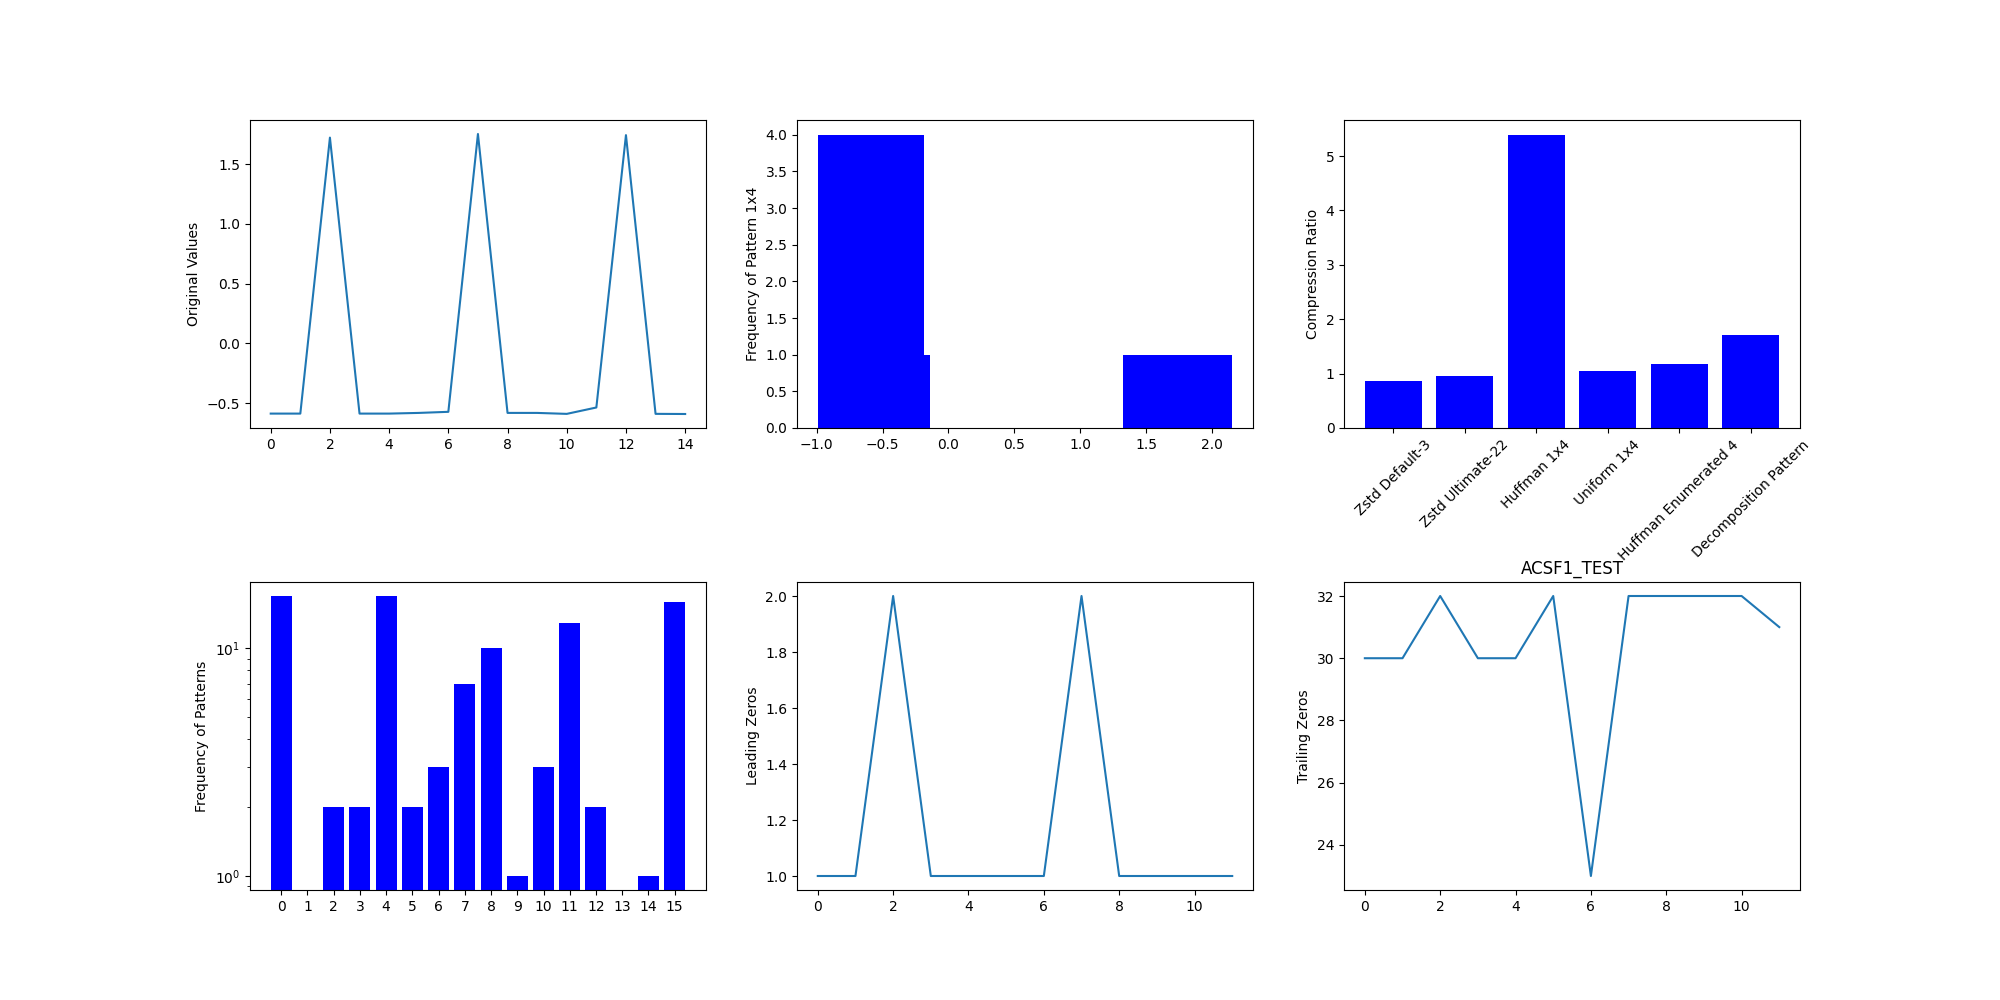 Original Values
1.5
1.0
0.5
0.0
−0.5
0 2 4 6 8 10 12 14
Frequency of Pattern 1x4
4.0
3.5
3.0
2.5
2.0
1.5
1.0
0.5
0.0
−1.0 −0.5 0.0 0.5 1.0 1.5 2.0
Compression Ratio
5
4
3
2
1
0
Zstd Default-3
Zstd Ultimate-22
Huffman 1x4
Uniform 1x4
Huffman Enumerated 4
Decomposition Pattern
Frequency of Patterns
10¹
10⁰
0 1 2 3 4 5 6 7 8 9 10 11 12 13 14 15
Leading Zeros
2.0
1.8
1.6
1.4
1.2
1.0
0 2 4 6 8 10
ACSF1_TEST
Trailing Zeros
32
30
28
26
24
0 2 4 6 8 10